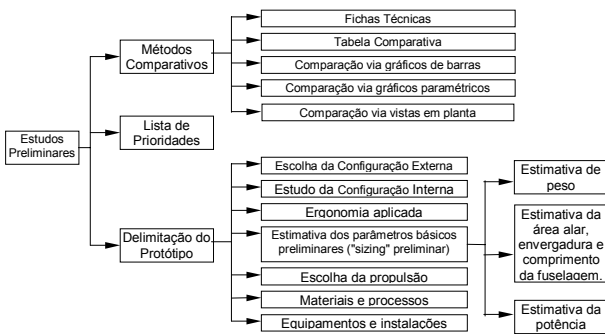 Estudos
Preliminares
Métodos
Comparativos
Fichas Técnicas
Tabela Comparativa
Comparação via gráficos de barras
Comparação via gráficos paramétricos
Comparação via vistas em planta
Lista de
Prioridades
Delimitação do
Protótipo
Escolha da Configuração Externa
Estudo da Configuração Interna
Ergonomia aplicada
Estimativa dos parâmetros básicos
preliminares ("sizing" preliminar)
Escolha da propulsão
Materiais e processos
Equipamentos e instalações
Estimativa de
peso
Estimativa da
área alar,
envergadura e
comprimento
da fuselagem.
Estimativa da
potência